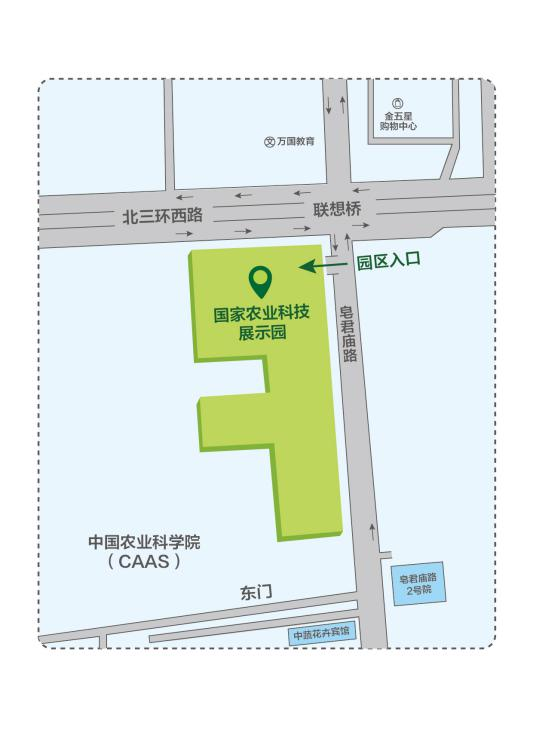 金五星
购物中心
万国教育
北三环西路
联想桥
园区入口
国家农业科技
展示园
皂君庙路
中国农业科学院
（CAAS）
皂君庙路
2号院
东门
中蔬花卉宾馆